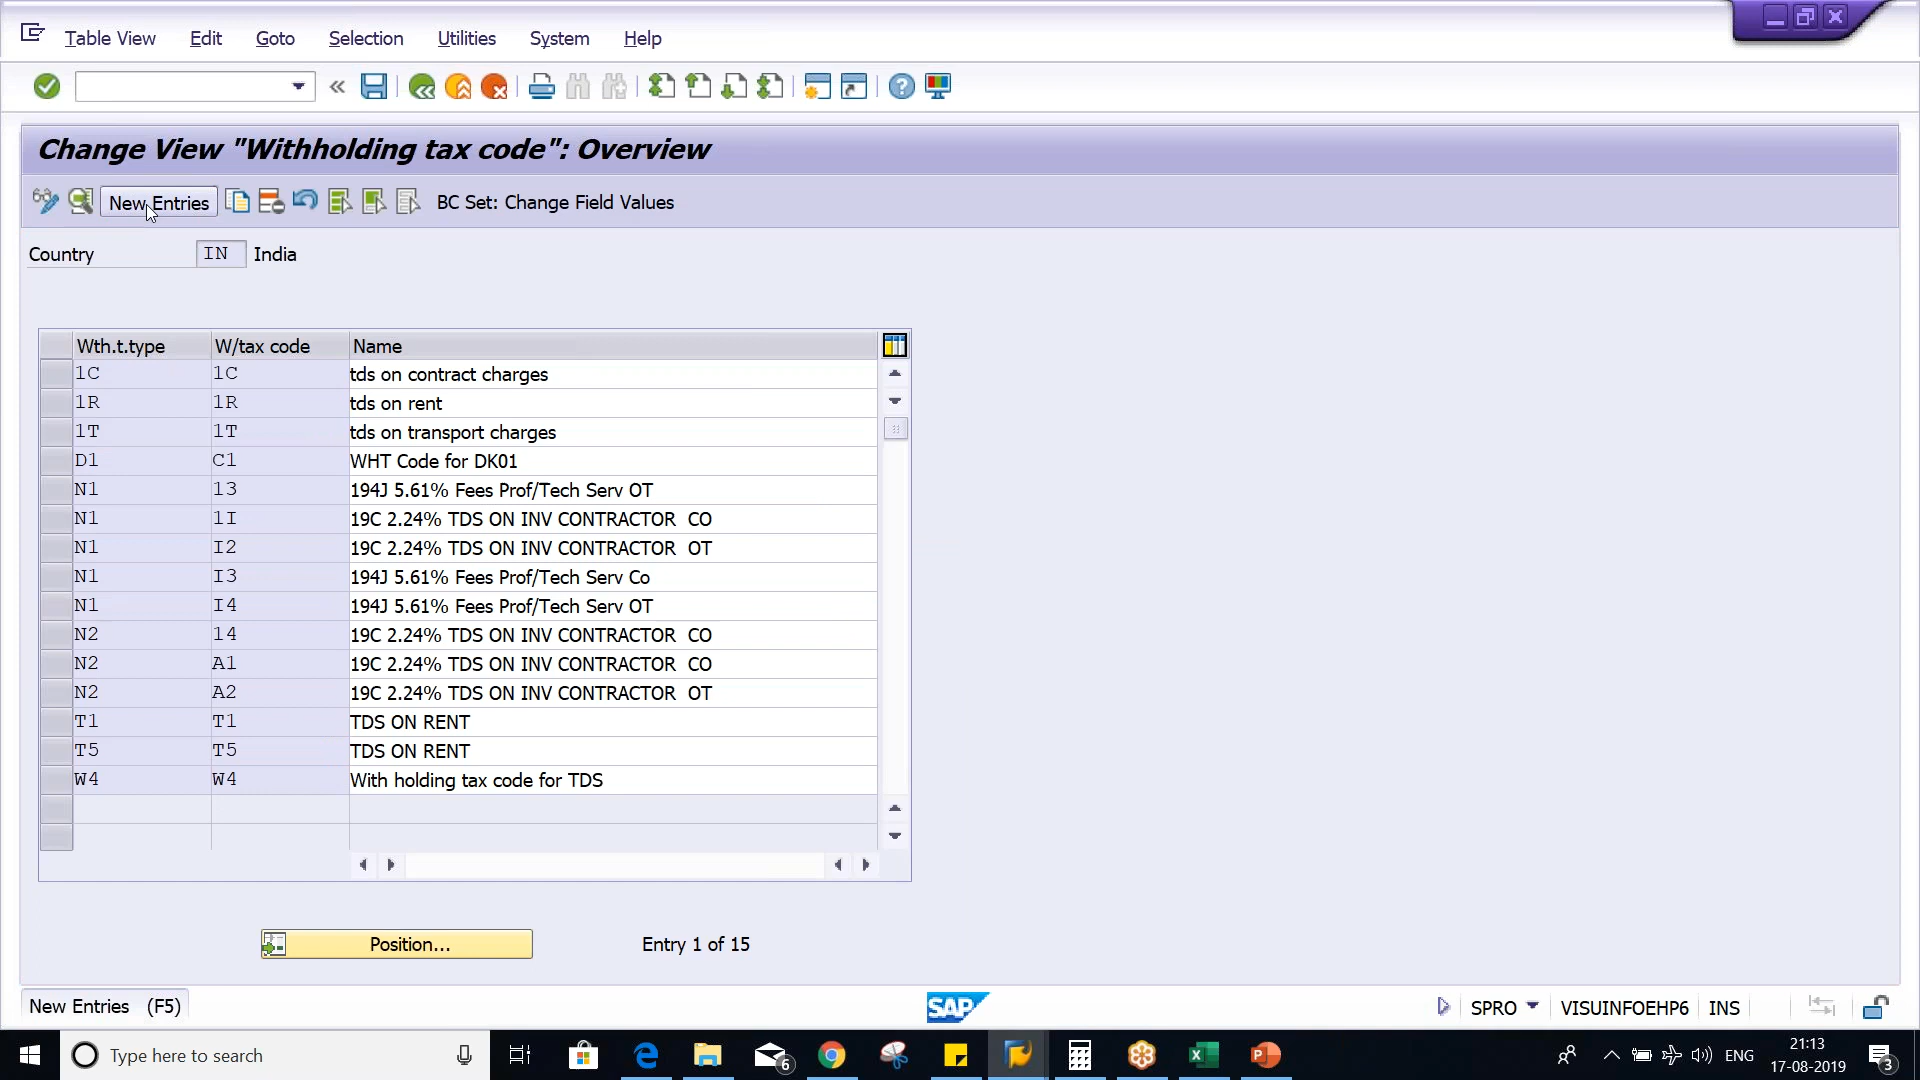 Table View Edit Goto Selection Utilities System Help
Change View "Withholding tax code": Overview
New Entries BC Set: Change Field Values
Country IN India
Wth.t.type W/tax code Name
1C 1C tds on contract charges
1R 1R tds on rent
1T 1T tds on transport charges
D1 C1 WHT Code for DK01
N1 13 194J 5.61% Fees Prof/Tech Serv OT
N1 1I 19C 2.24% TDS ON INV CONTRACTOR CO
N1 I2 19C 2.24% TDS ON INV CONTRACTOR OT
N1 I3 194J 5.61% Fees Prof/Tech Serv Co
N1 I4 194J 5.61% Fees Prof/Tech Serv OT
N2 14 19C 2.24% TDS ON INV CONTRACTOR CO
N2 A1 19C 2.24% TDS ON INV CONTRACTOR CO
N2 A2 19C 2.24% TDS ON INV CONTRACTOR OT
T1 T1 TDS ON RENT
T5 T5 TDS ON RENT
W4 W4 With holding tax code for TDS
Position... Entry 1 of 15
New Entries (F5) SAP SPRO VISUINFOEHP6 INS
Type here to search 6 ENG 21:13
17-08-2019 3